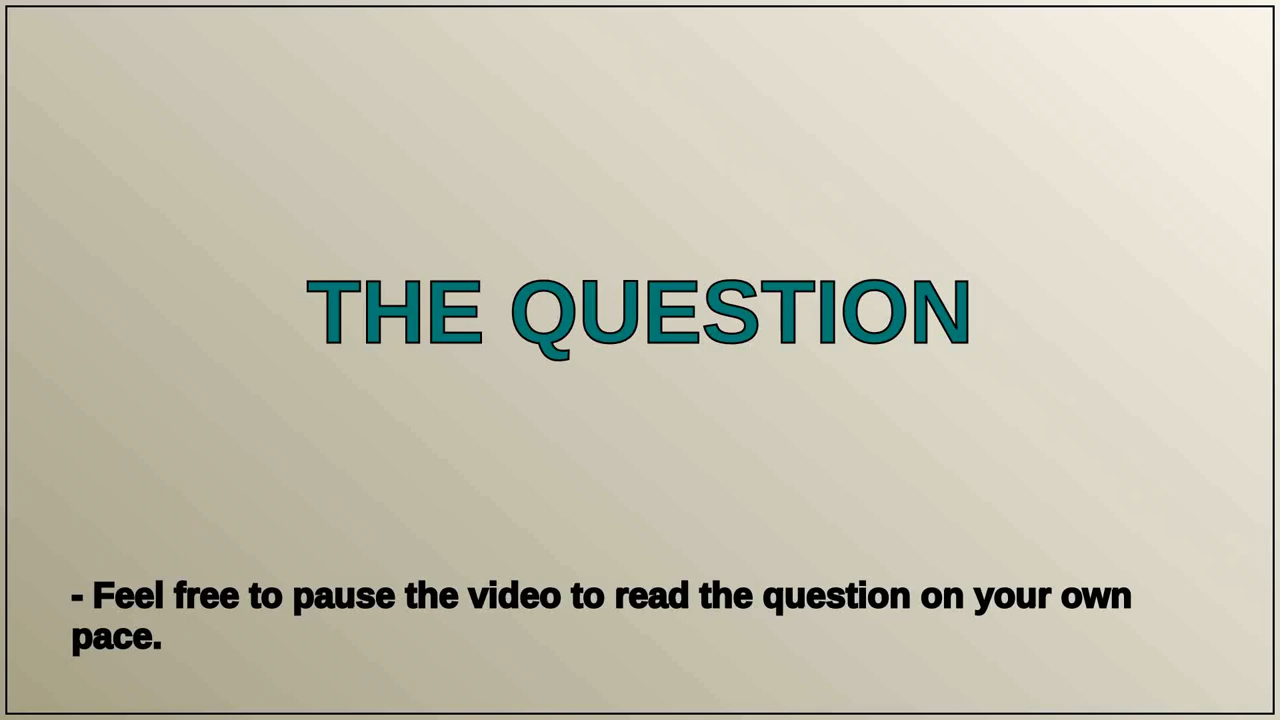 THE QUESTION
- Feel free to pause the video to read the question on your own
pace.